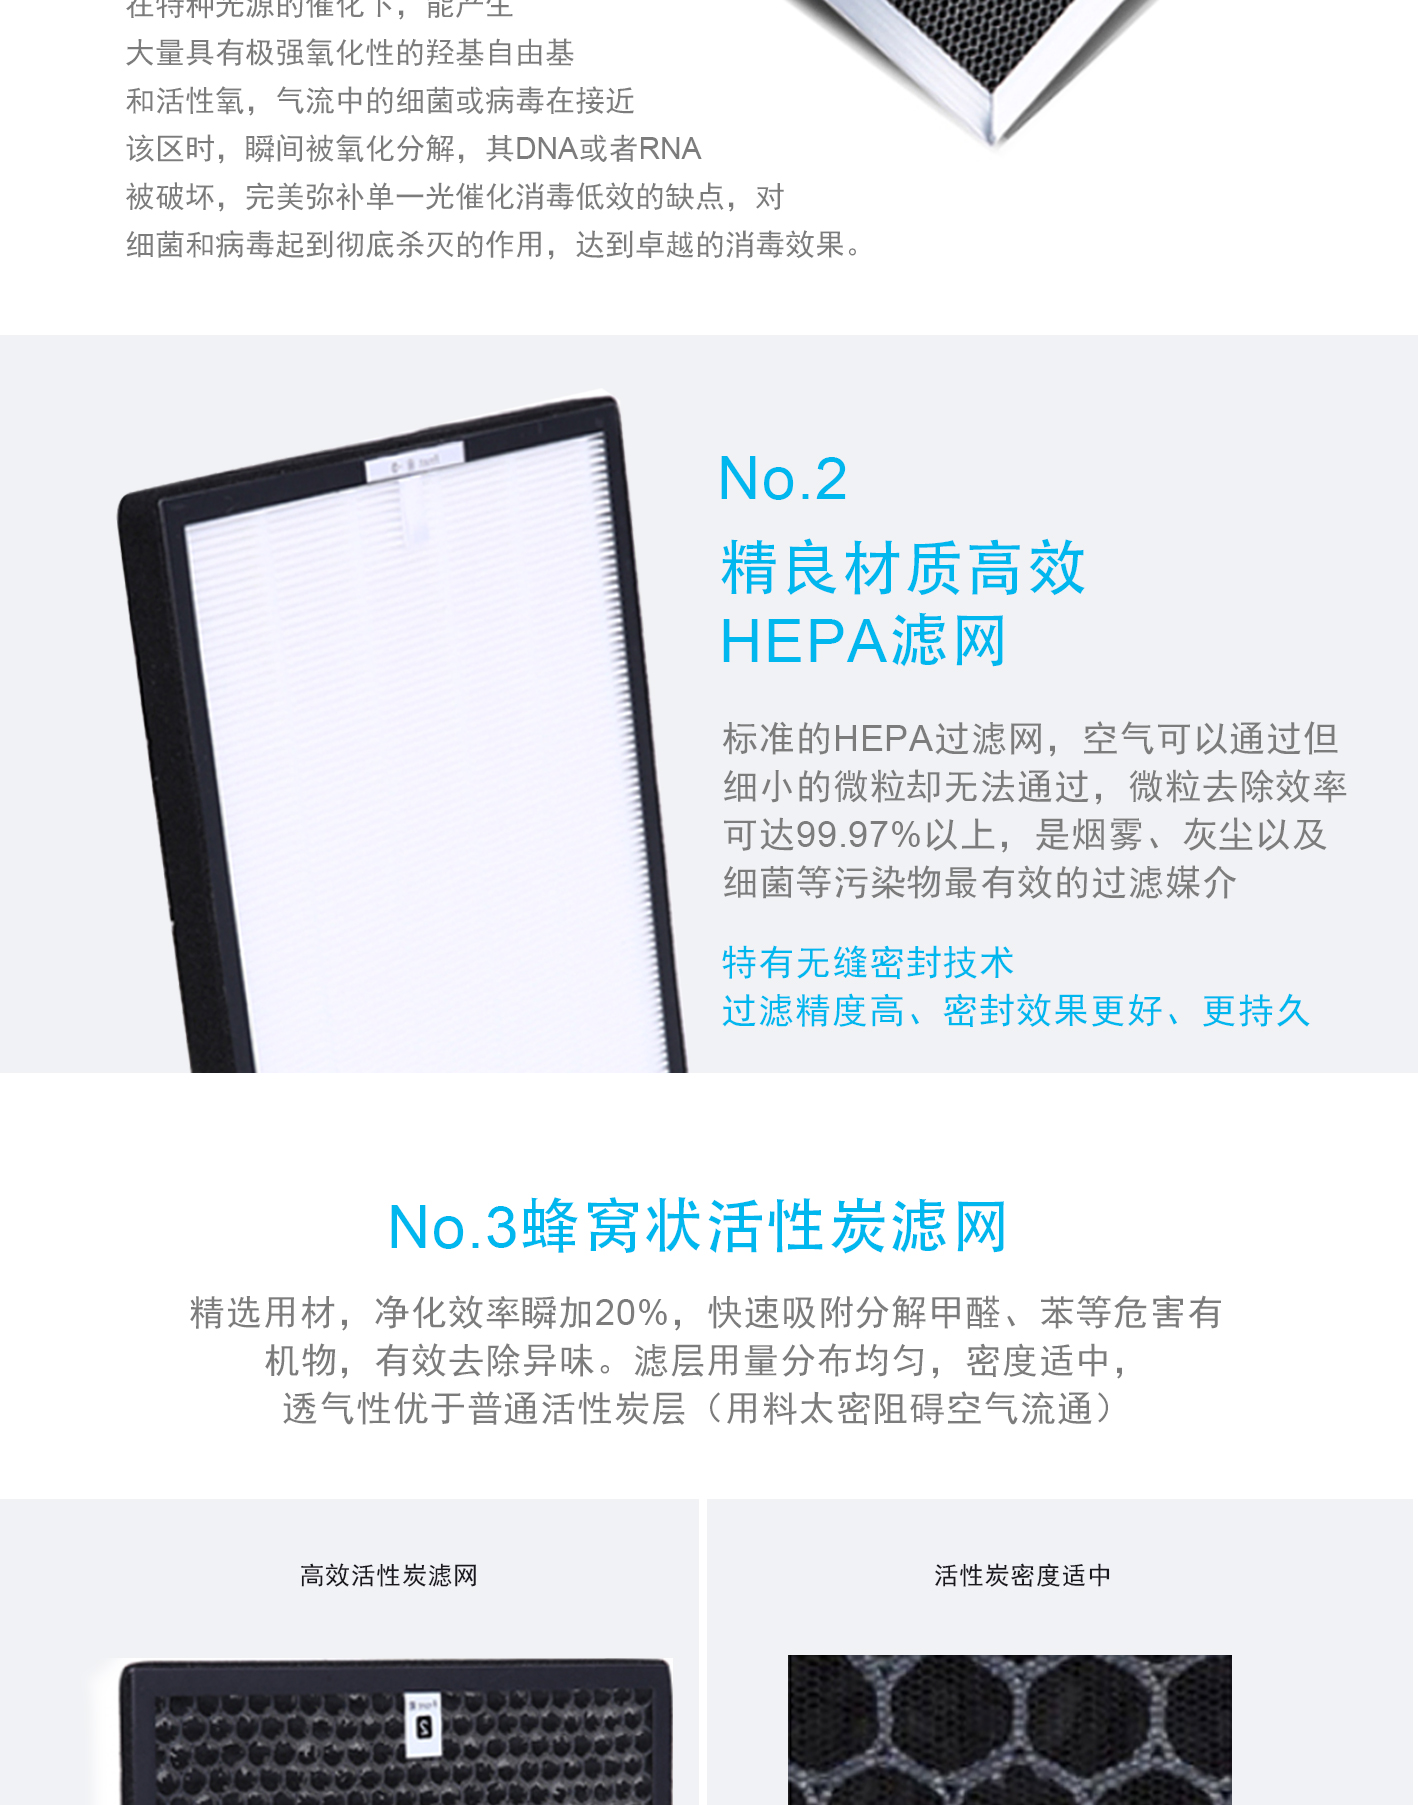 在特种光源的催化下，能产生
大量具有极强氧化性的羟基自由基
和活性氧，气流中的细菌或病毒在接近
该区时，瞬间被氧化分解，其DNA或者RNA
被破坏，完美弥补单一光催化消毒低效的缺点，对
细菌和病毒起到彻底杀灭的作用，达到卓越的消毒效果。
No.2
精良材质高效
HEPA滤网
标准的HEPA过滤网，空气可以通过但
细小的微粒却无法通过，微粒去除效率
可达99.97%以上，是烟雾、灰尘以及
细菌等污染物最有效的过滤媒介
特有无缝密封技术
过滤精度高、密封效果更好、更持久
No.3蜂窝状活性炭滤网
精选用材，净化效率瞬加20%，快速吸附分解甲醛、苯等危害有
机物，有效去除异味。滤层用量分布均匀，密度适中，
透气性优于普通活性炭层（用料太密阻碍空气流通）
高效活性炭滤网
活性炭密度适中
2